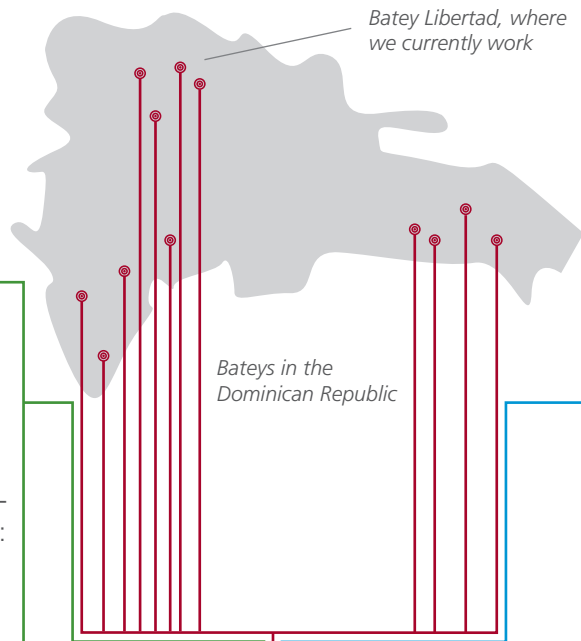 Batey Libertad, where
we currently work
Bateys in the
Dominican Republic
–
: